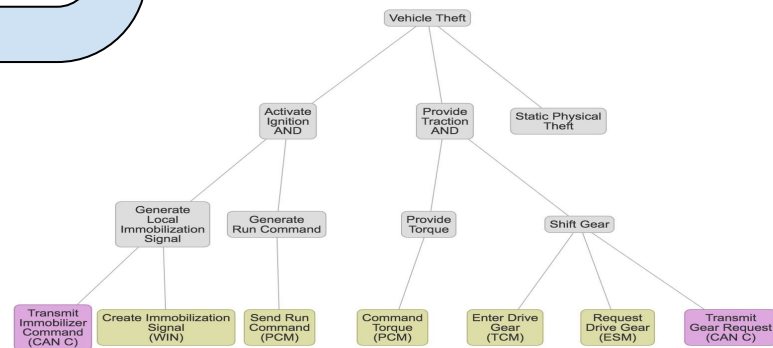 Vehicle Theft
Activate
Ignition
AND
Provide
Traction
AND
Static Physical
Theft
Generate
Local
Immobilization
Signal
Generate
Run Command
Provide
Torque
Shift Gear
Transmit
Immobilizer
Command
(CAN C)
Create Immobilization
Signal
(WIN)
Send Run
Command
(PCM)
Command
Torque
(PCM)
Enter Drive
Gear
(TCM)
Request
Drive Gear
(ESM)
Transmit
Gear Request
(CAN C)